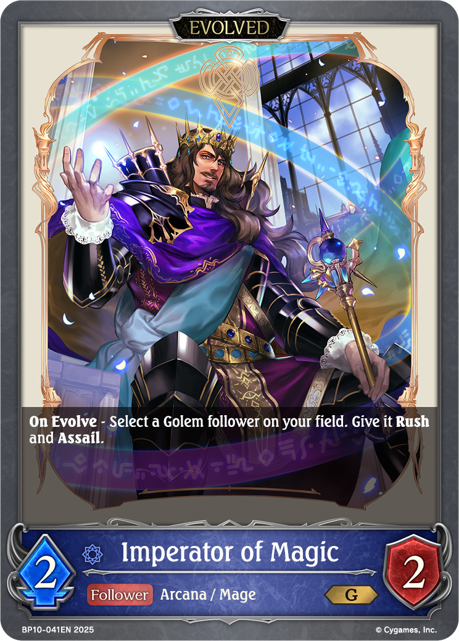 EVOLVED
On Evolve - Select a Golem follower on your field. Give it Rush
and Assail.
Imperator of Magic
2
2
Follower
Arcana / Mage
G
BP10-041EN 2025
© Cygames, Inc.